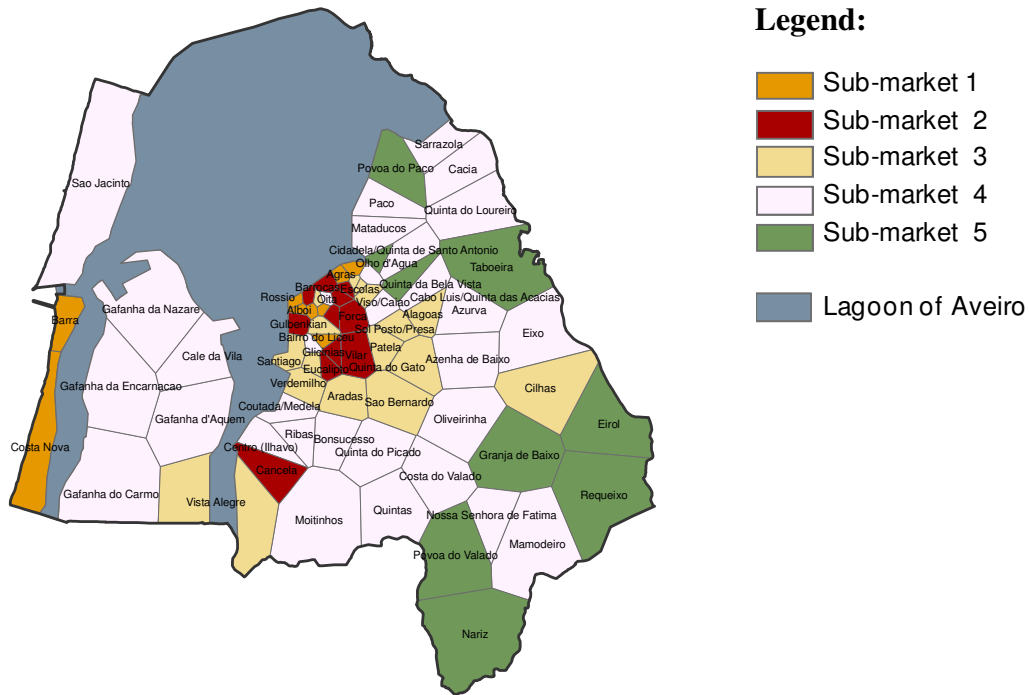 Legend:
Sub-market 1
Sub-market 2
Sub-market 3
Sub-market 4
Sub-market 5
Lagoon of Aveiro
Sarrazola
Povoa do Paco
Cacia
Sao Jacinto
Paco
Quinta do Loureiro
Mataducos
Cidadela/Quinta de Santo Antonio
Olho d'Agua
Taboeira
Agras
Quinta da Bela Vista
Barrocas
Escolas
Rossio
Oita
Viso/Caiao
Cabo Luis/Quinta das Acacias
Gafanha da Nazare
Alboi
Azurva
Barra
Forca
Alagoas
Gulbenkian
Sol Posto/Presa
Eixo
Bairro do Liceu
Patela
Cale da Vila
Glicinias
Vilar
Azenha de Baixo
Santiago
Eucalipto
Quinta do Gato
Gafanha da Encarnacao
Verdemilho
Cilhas
Aradas
Sao Bernardo
Coutada/Medela
Gafanha d'Aquem
Oliveirinha
Eirol
Ribas
Bonsucesso
Costa Nova
Centro (Ilhavo)
Quinta do Picado
Granja de Baixo
Canceia
Costa do Valado
Gafanha do Carmo
Requeixo
Vista Alegre
Quintas
Nossa Senhora de Fatima
Moitinhos
Mamodeiro
Povoa do Valado
Nariz